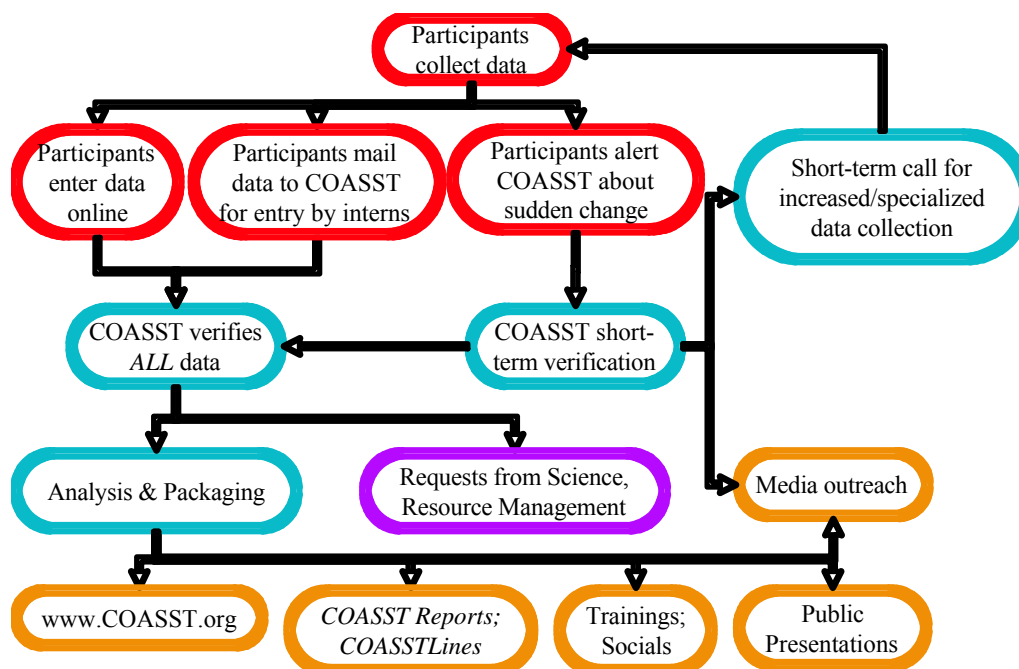 Participants
collect data
Participants
enter data
online
Participants mail
data to COASST
for entry by interns
Participants alert
COASST about
sudden change
Short-term call for
increased/specialized
data collection
COASST verifies
ALL data
COASST short-
term verification
Analysis & Packaging
Requests from Science,
Resource Management
Media outreach
www.COASST.org
COASST Reports;
COASSTLines
Trainings;
Socials
Public
Presentations